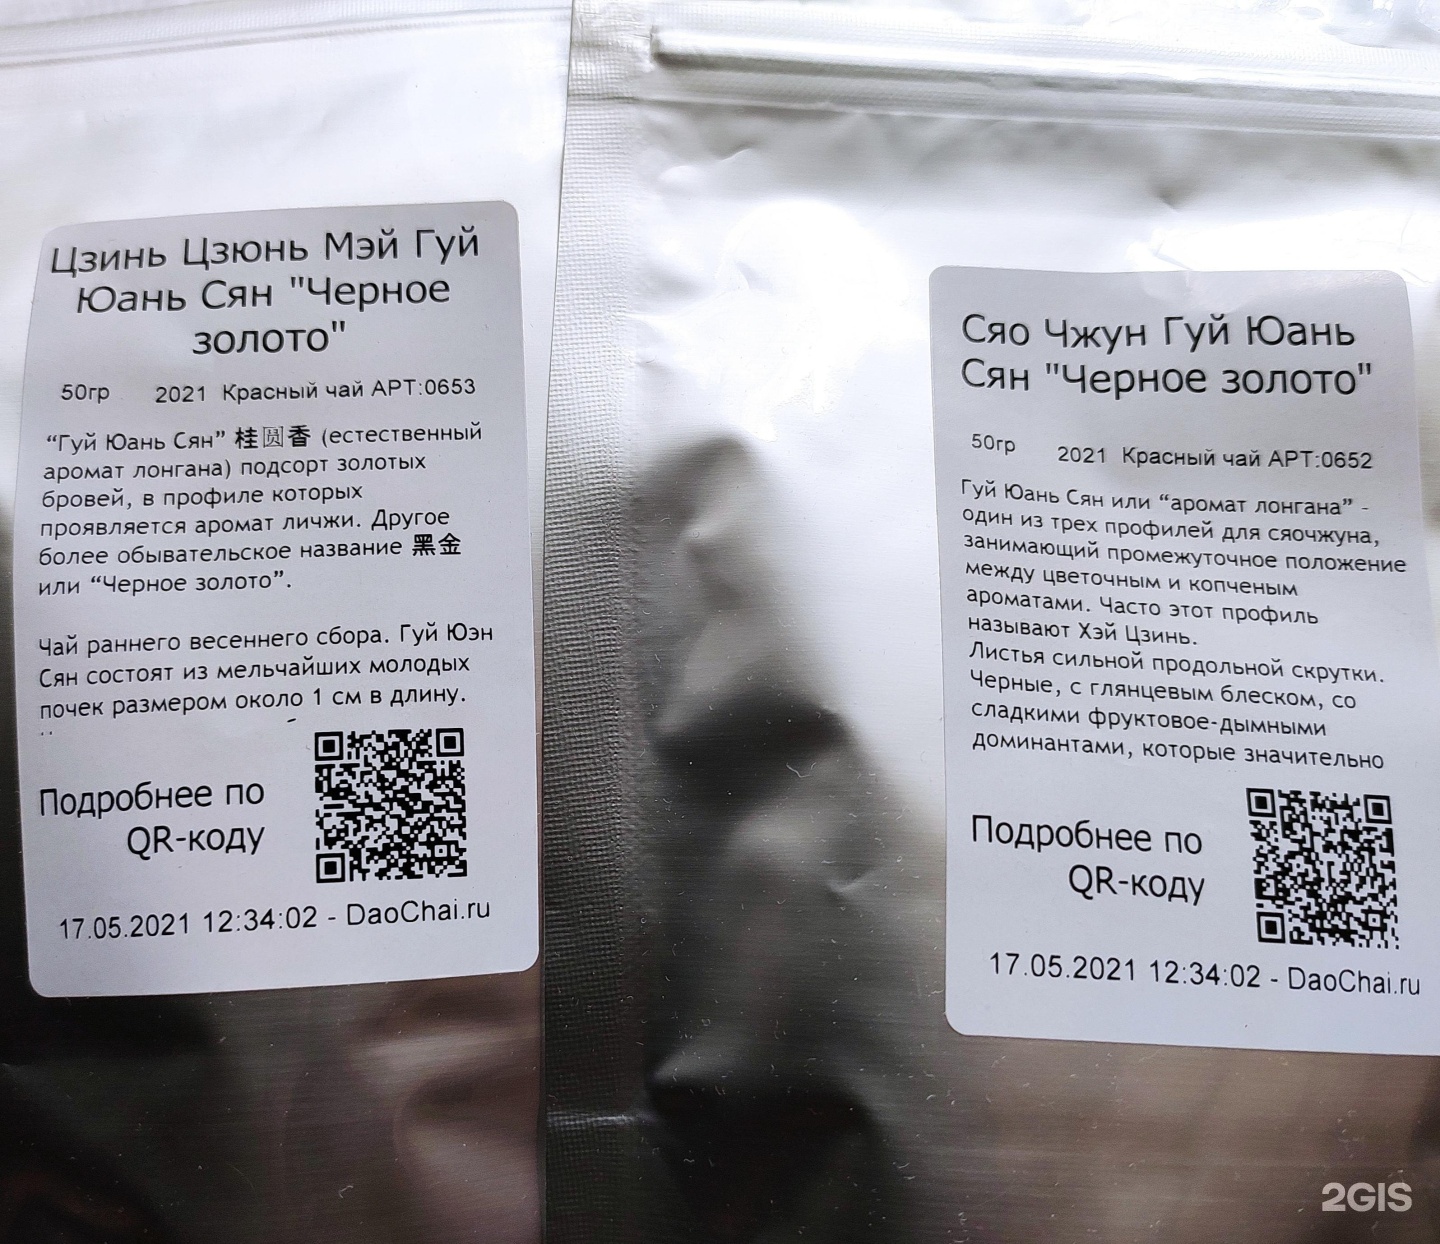 Цзинь Цзюнь Мэй Гуй
Юань Сян "Черное
золото"
50гр 2021 Красный чай АРТ:0653
“Гуй Юань Сян” 桂圆香 (естественный
аромат лонгана) подсорт золотых
бровей, в профиле которых
проявляется аромат личжи. Другое
более обывательское название 黑金
или “Черное золото”.
Чай раннего весеннего сбора. Гуй Юэн
Сян состоят из мельчайших молодых
почек размером около 1 см в длину.
Подробнее по
QR-коду
17.05.2021 12:34:02 - DaoChai.ru
Сяо Чжун Гуй Юань
Сян "Черное золото"
50гр 2021 Красный чай АРТ:0652
Гуй Юань Сян или “аромат лонгана” -
один из трех профилей для сяочжуна,
занимающий промежуточное положение
между цветочным и копченым
ароматами. Часто этот профиль
называют Хэй Цзинь.
Листья сильной продольной скрутки.
Черные, с глянцевым блеском, со
сладкими фруктовое-дымными
доминантами, которые значительно
Подробнее по
QR-коду
17.05.2021 12:34:02 - DaoChai.ru
2GIS